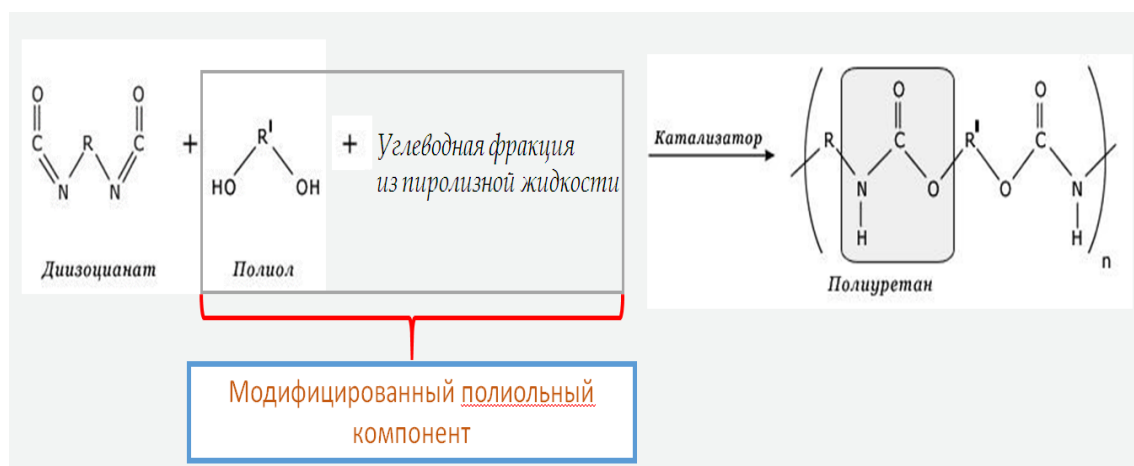 O
O
C
R
C
N
N
Диизоцианат
+
R'
HO
OH
Полиол
+
Углеводная фракция
из пиролизной жидкости
Катализатор
O
O
R
C
R'
C
N
O
O
N
H
H
n
Полиуретан
Модифицированный полиольный
компонент